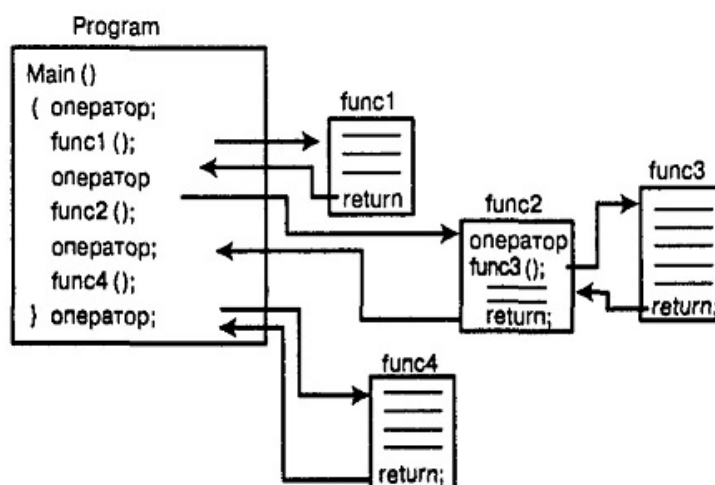 Program
Main ()
{ оператор;
func1 ();
оператор
func2 ();
оператор;
func4 ();
} оператор;
func1
return
func2
оператор
func3 ();
return;
func3
return;
func4
return;